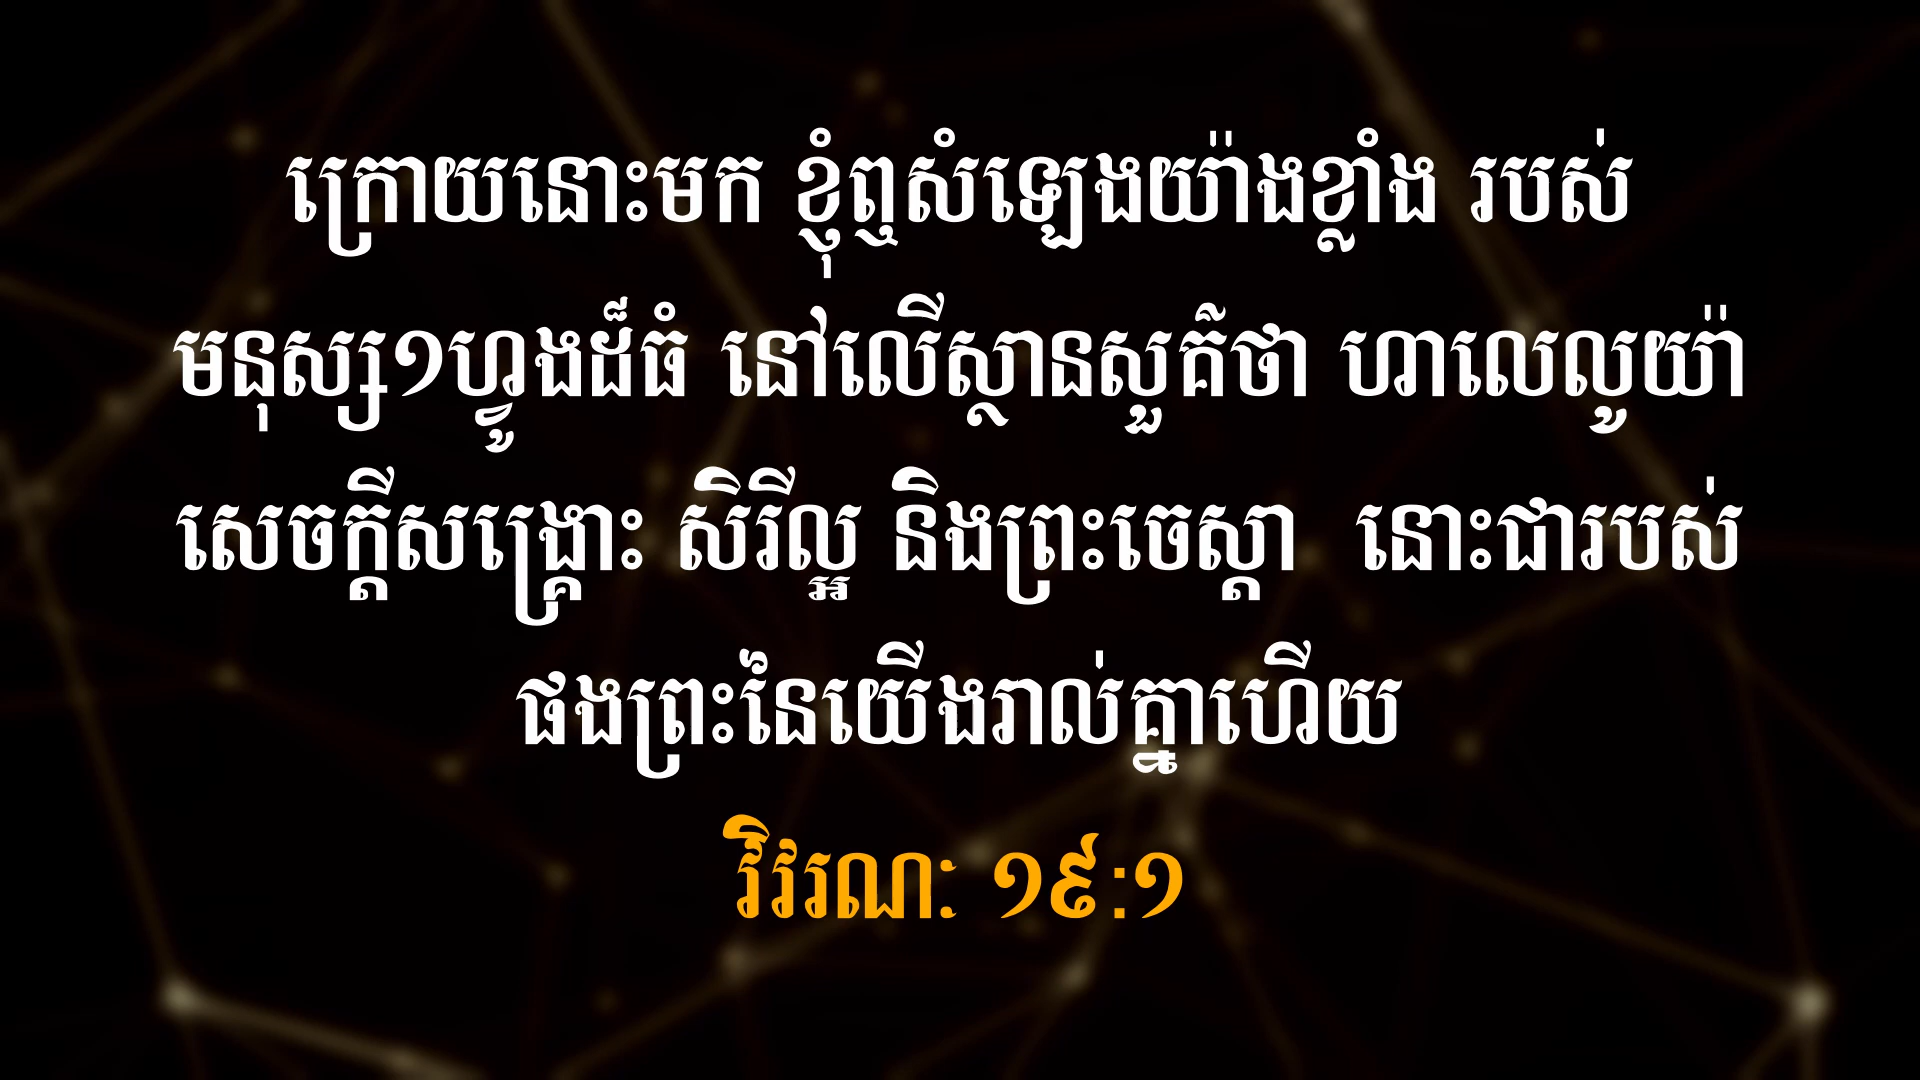 ក្រោយនោះមក ខ្ញុំឮសំឡេងយ៉ាងខ្លាំង របស់
មនុស្ស១ហ្វូងដ៏ធំ នៅលើស្ថានសួគ៌ថា ហាលេលូយ៉ា
សេចក្ដីសង្គ្រោះ សិរីល្អ និងព្រះចេស្ដា  នោះជារបស់
ផងព្រះនៃយើងរាល់គ្នាហើយ
វិវរណៈ ១៩:១